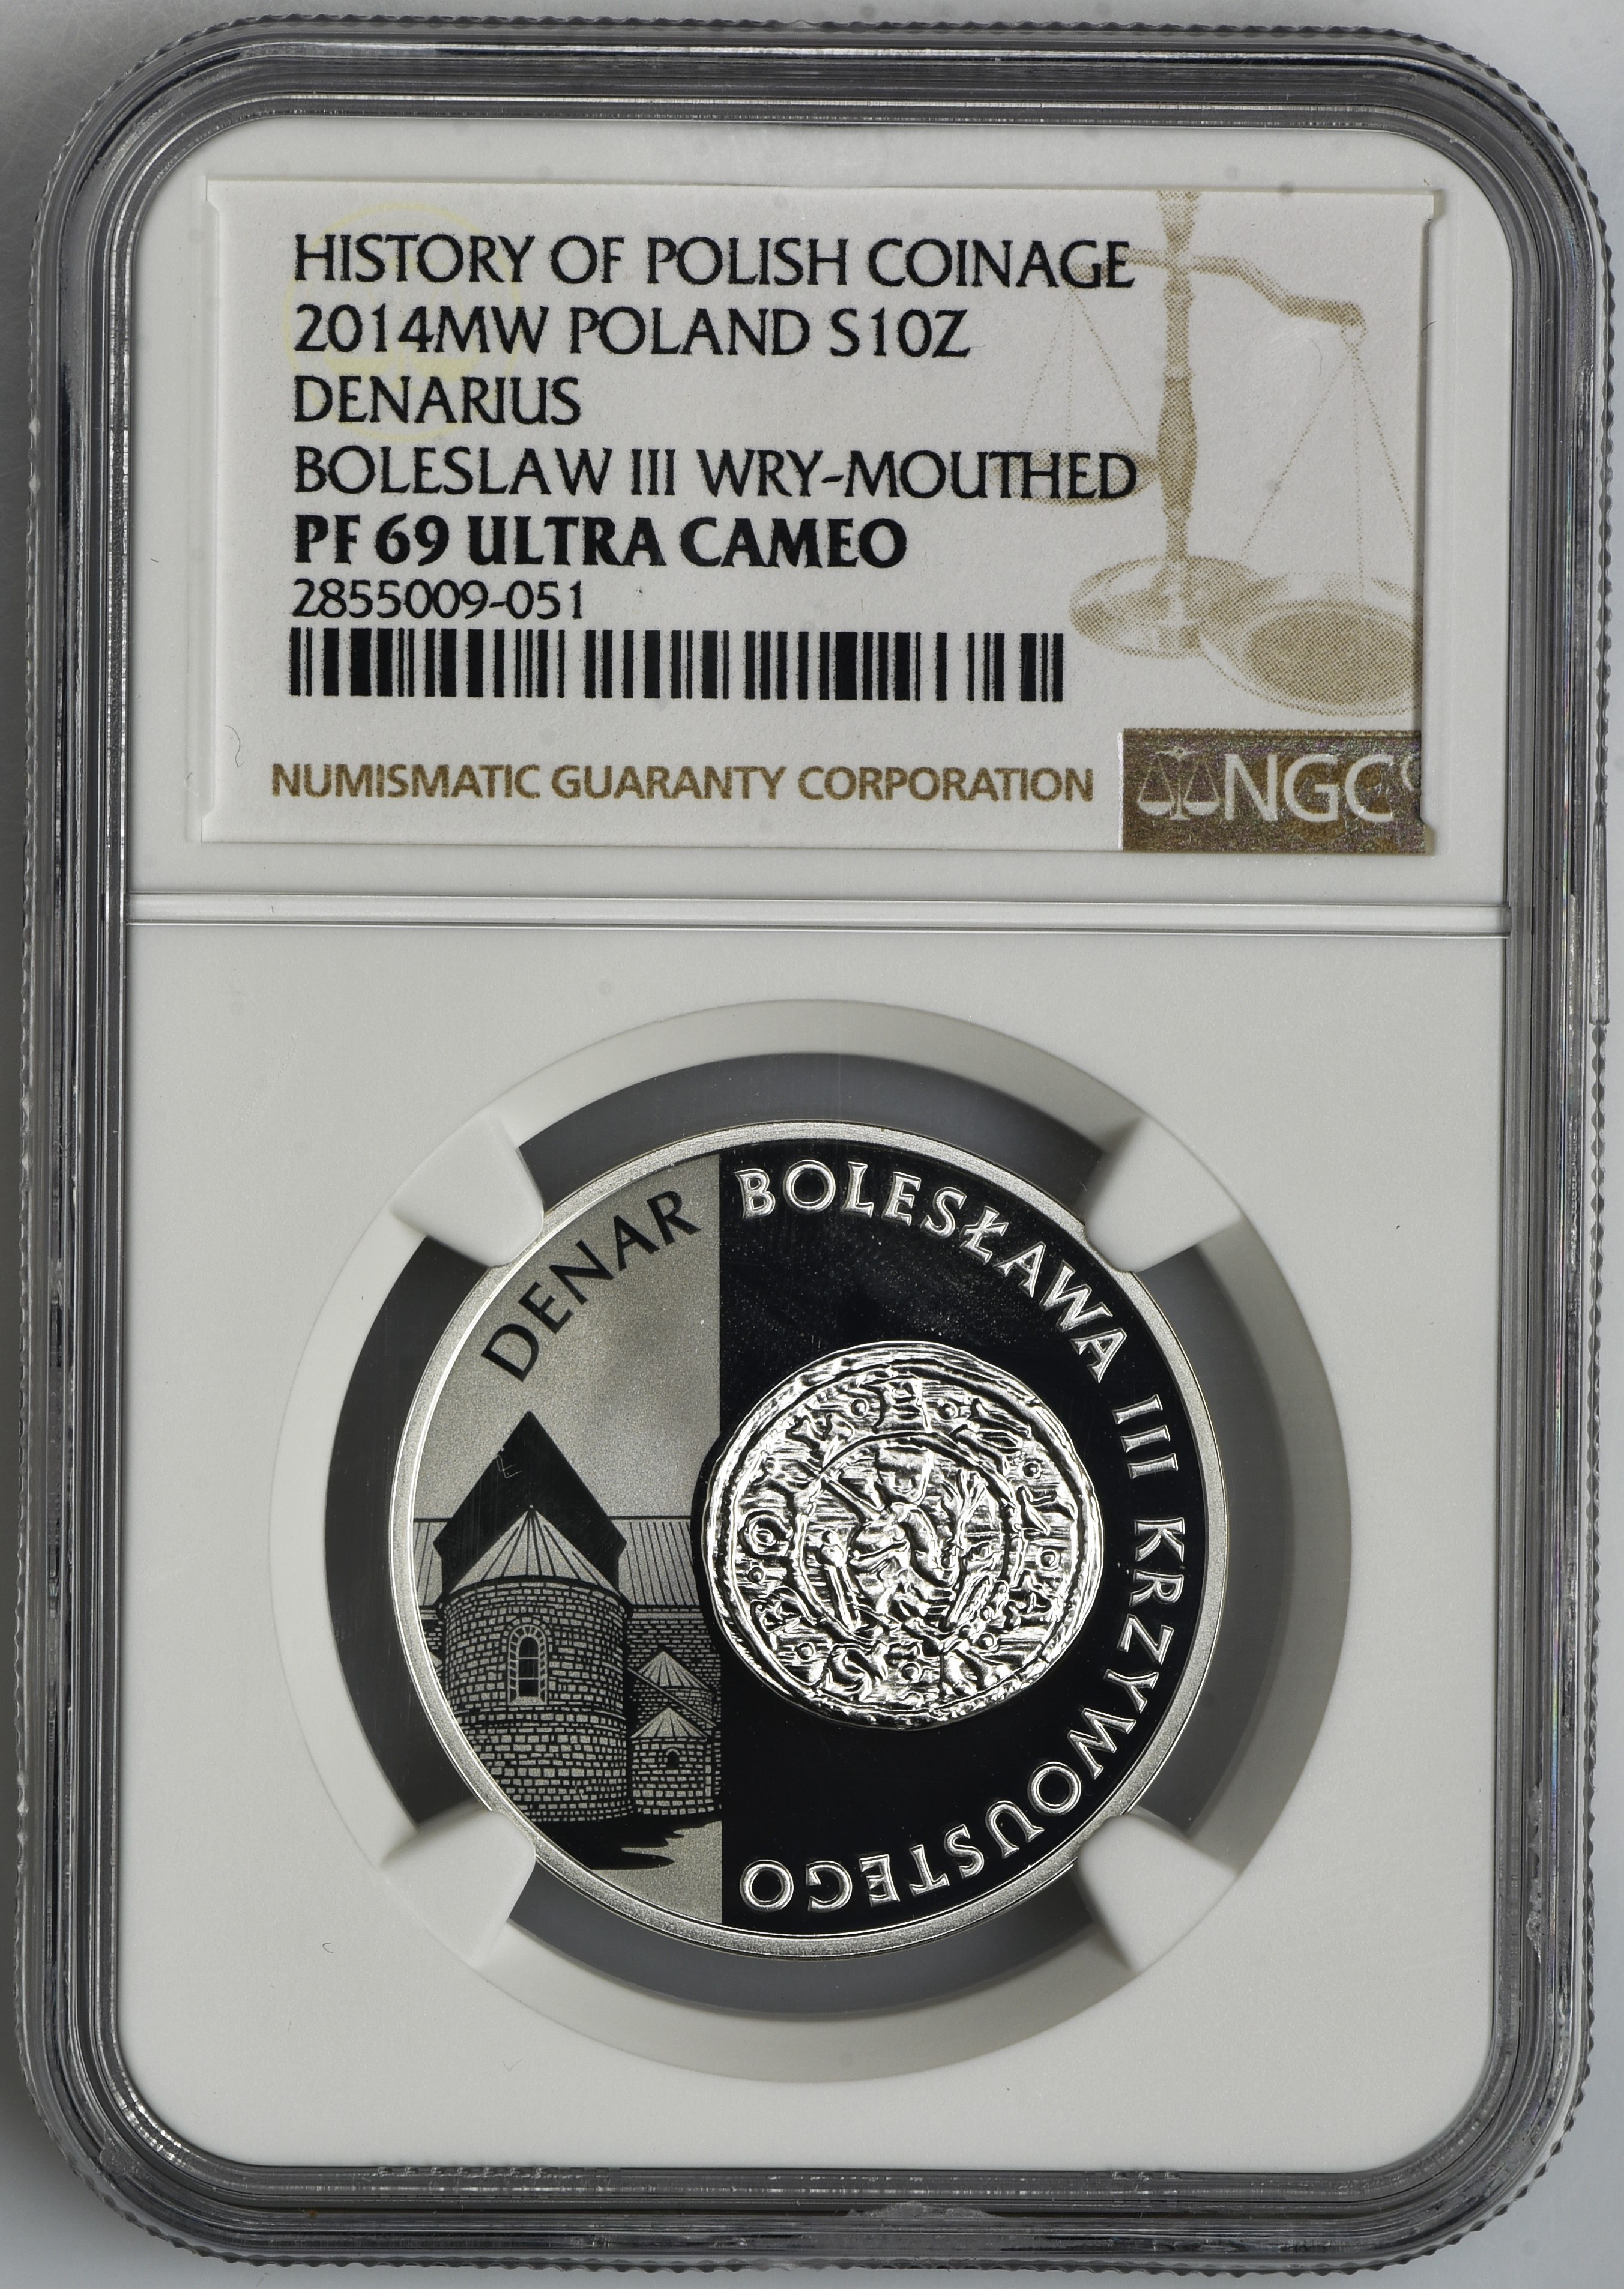 HISTORY OF POLISH COINAGE
2014MW POLAND S10Z
DENARIUS
BOLESLAW III WRY-MOUTHED
PF 69 ULTRA CAMEO
2855009-051
NUMISMATIC GUARANTY CORPORATION
NGC
DENAR BOLESŁAWA III KRZYWOUSTEGO